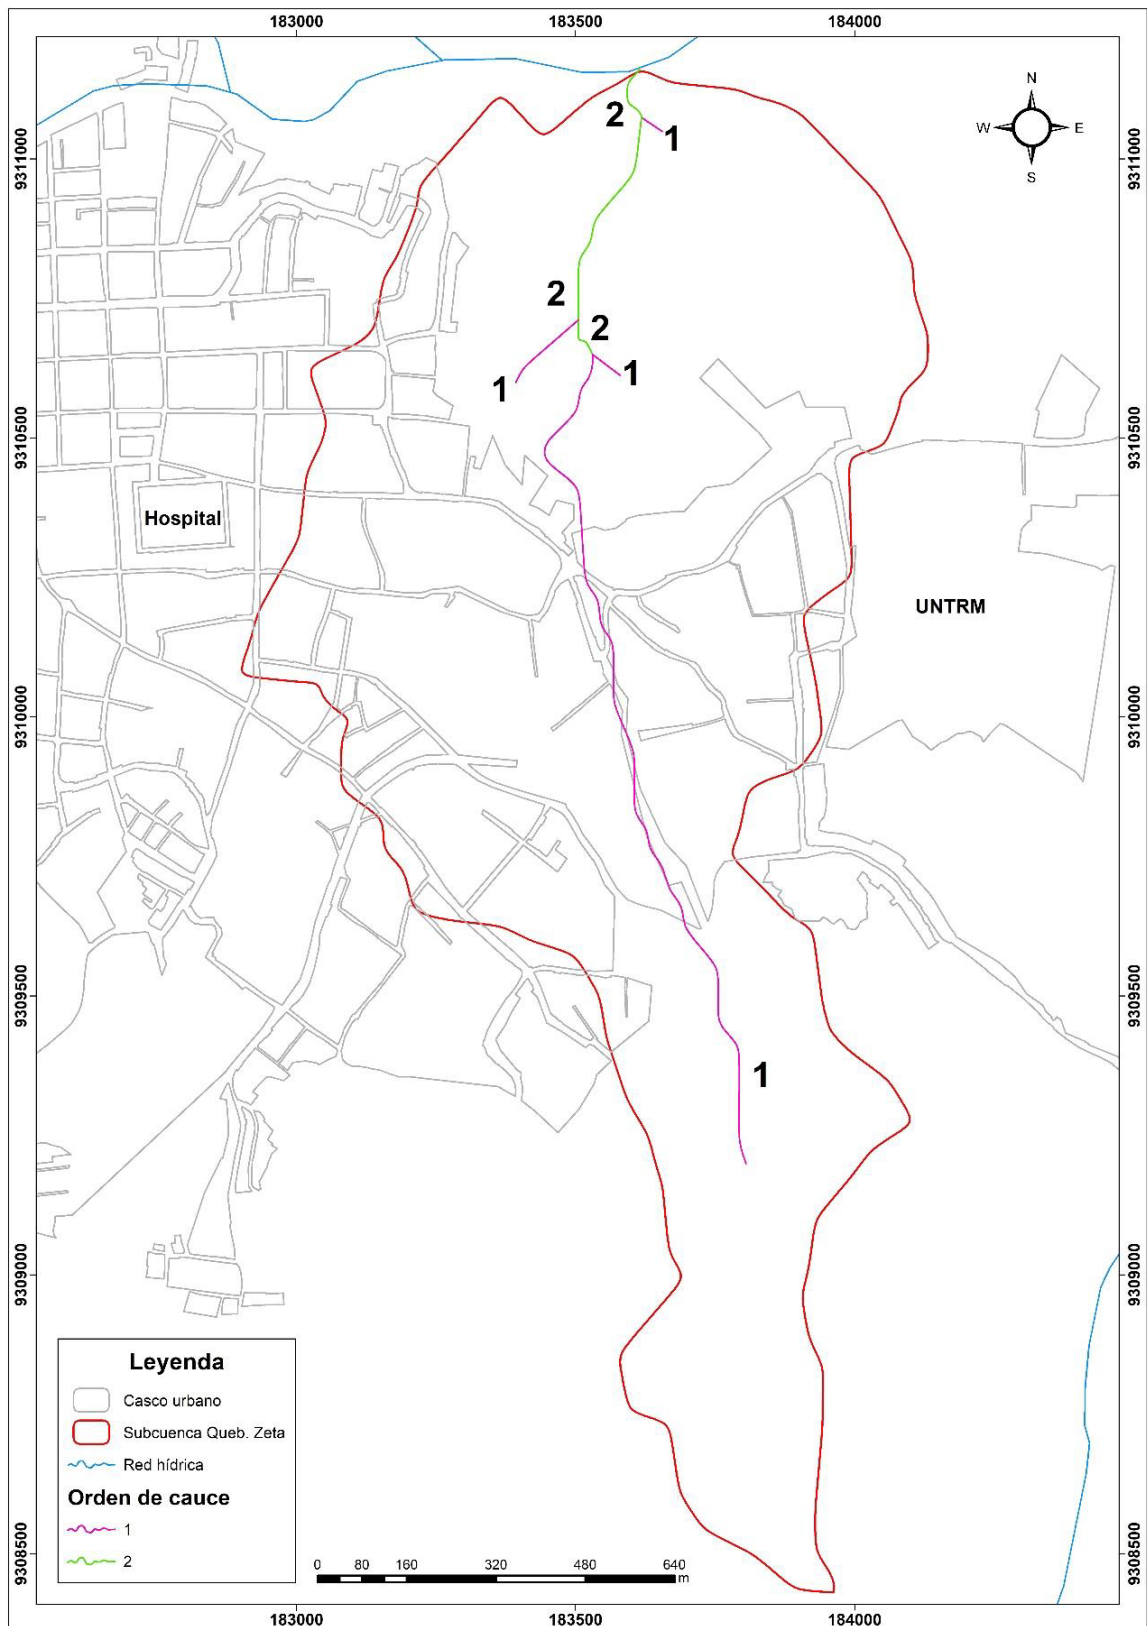 183000 183500 184000
N
W E
S
2
1
9311000 9311000
2
2
1
1
9310500 9310500
Hospital
UNTRM
9310000 9310000
9309500 9309500
1
9309000 9309000
Leyenda
Casco urbano
Subcuenca Queb. Zeta
Red hídrica
Orden de cauce
1
2
0 80 160 320 480 640
m
9308500 9308500
183000 183500 184000